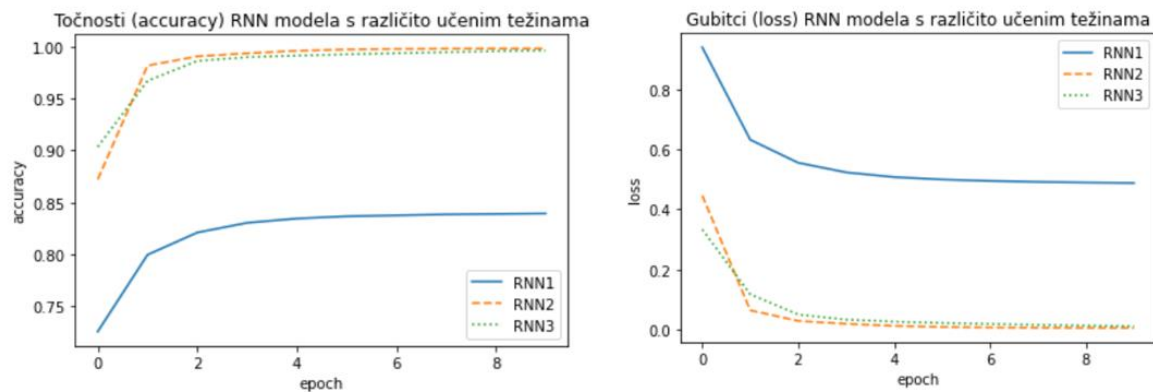 Točnosti (accuracy) RNN modela s različito učenim težinama
1.00
0.95
0.90
0.85
0.80
0.75
accuracy
RNN1
RNN2
RNN3
0 2 4 6 8
epoch
Gubitci (loss) RNN modela s različito učenim težinama
RNN1
RNN2
RNN3
0.8
0.6
0.4
0.2
0.0
loss
0 2 4 6 8
epoch